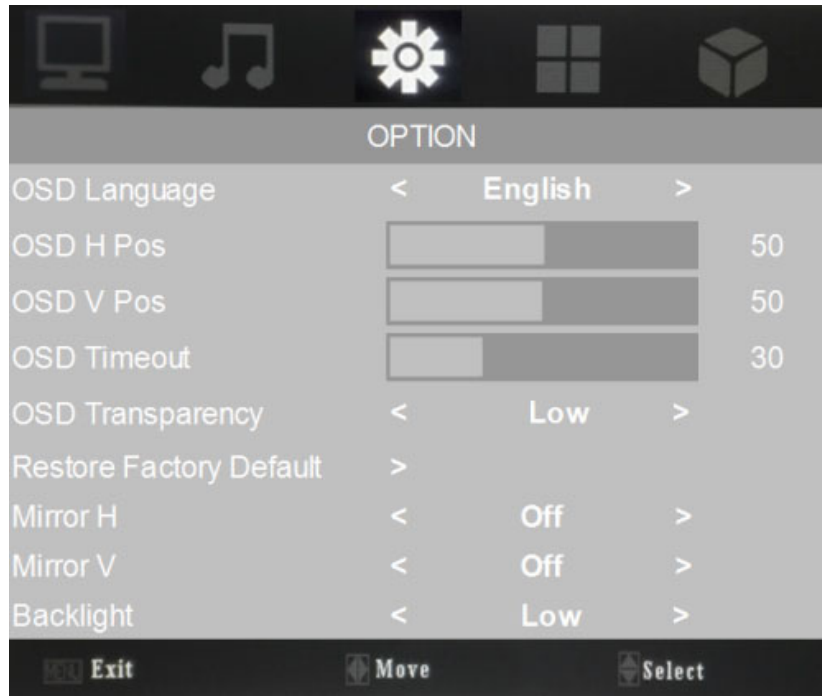 OPTION
OSD Language < English >
OSD H Pos 50
OSD V Pos 50
OSD Timeout 30
OSD Transparency < Low >
Restore Factory Default >
Mirror H < Off >
Mirror V < Off >
Backlight < Low >
MENU Exit Move Select